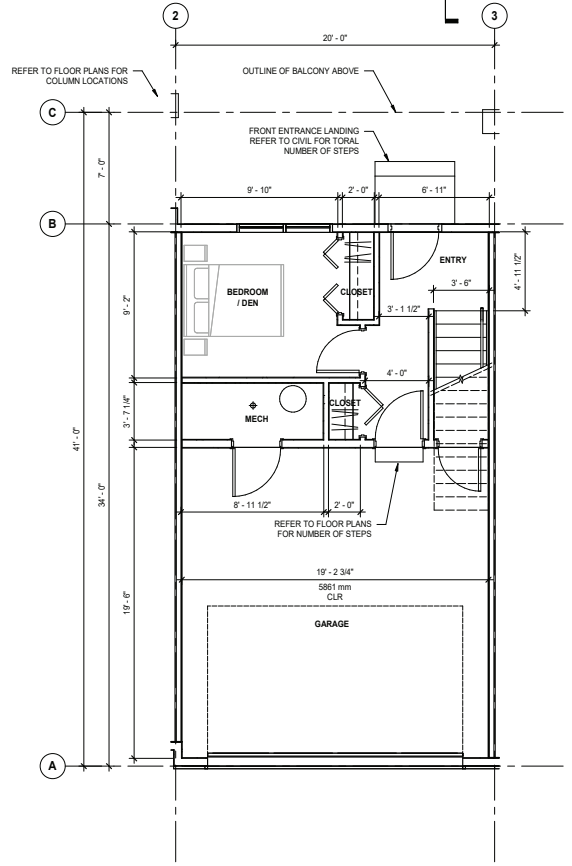 2
3
20' - 0"
REFER TO FLOOR PLANS FOR
COLUMN LOCATIONS
OUTLINE OF BALCONY ABOVE
C
FRONT ENTRANCE LANDING
REFER TO CIVIL FOR TORAL
NUMBER OF STEPS
7' - 0"
9' - 10"
2' - 0"
6' - 11"
B
ENTRY
4' - 11 1/2"
3' - 6"
BEDROOM
/ DEN
CLOSET
9' - 2"
3' - 1 1/2"
4' - 0"
CLOSET
MECH
3' - 7 1/4"
41' - 0"
34' - 0"
8' - 11 1/2"
2' - 0"
REFER TO FLOOR PLANS
FOR NUMBER OF STEPS
19' - 2 3/4"
5861 mm
CLR
19' - 6"
GARAGE
A